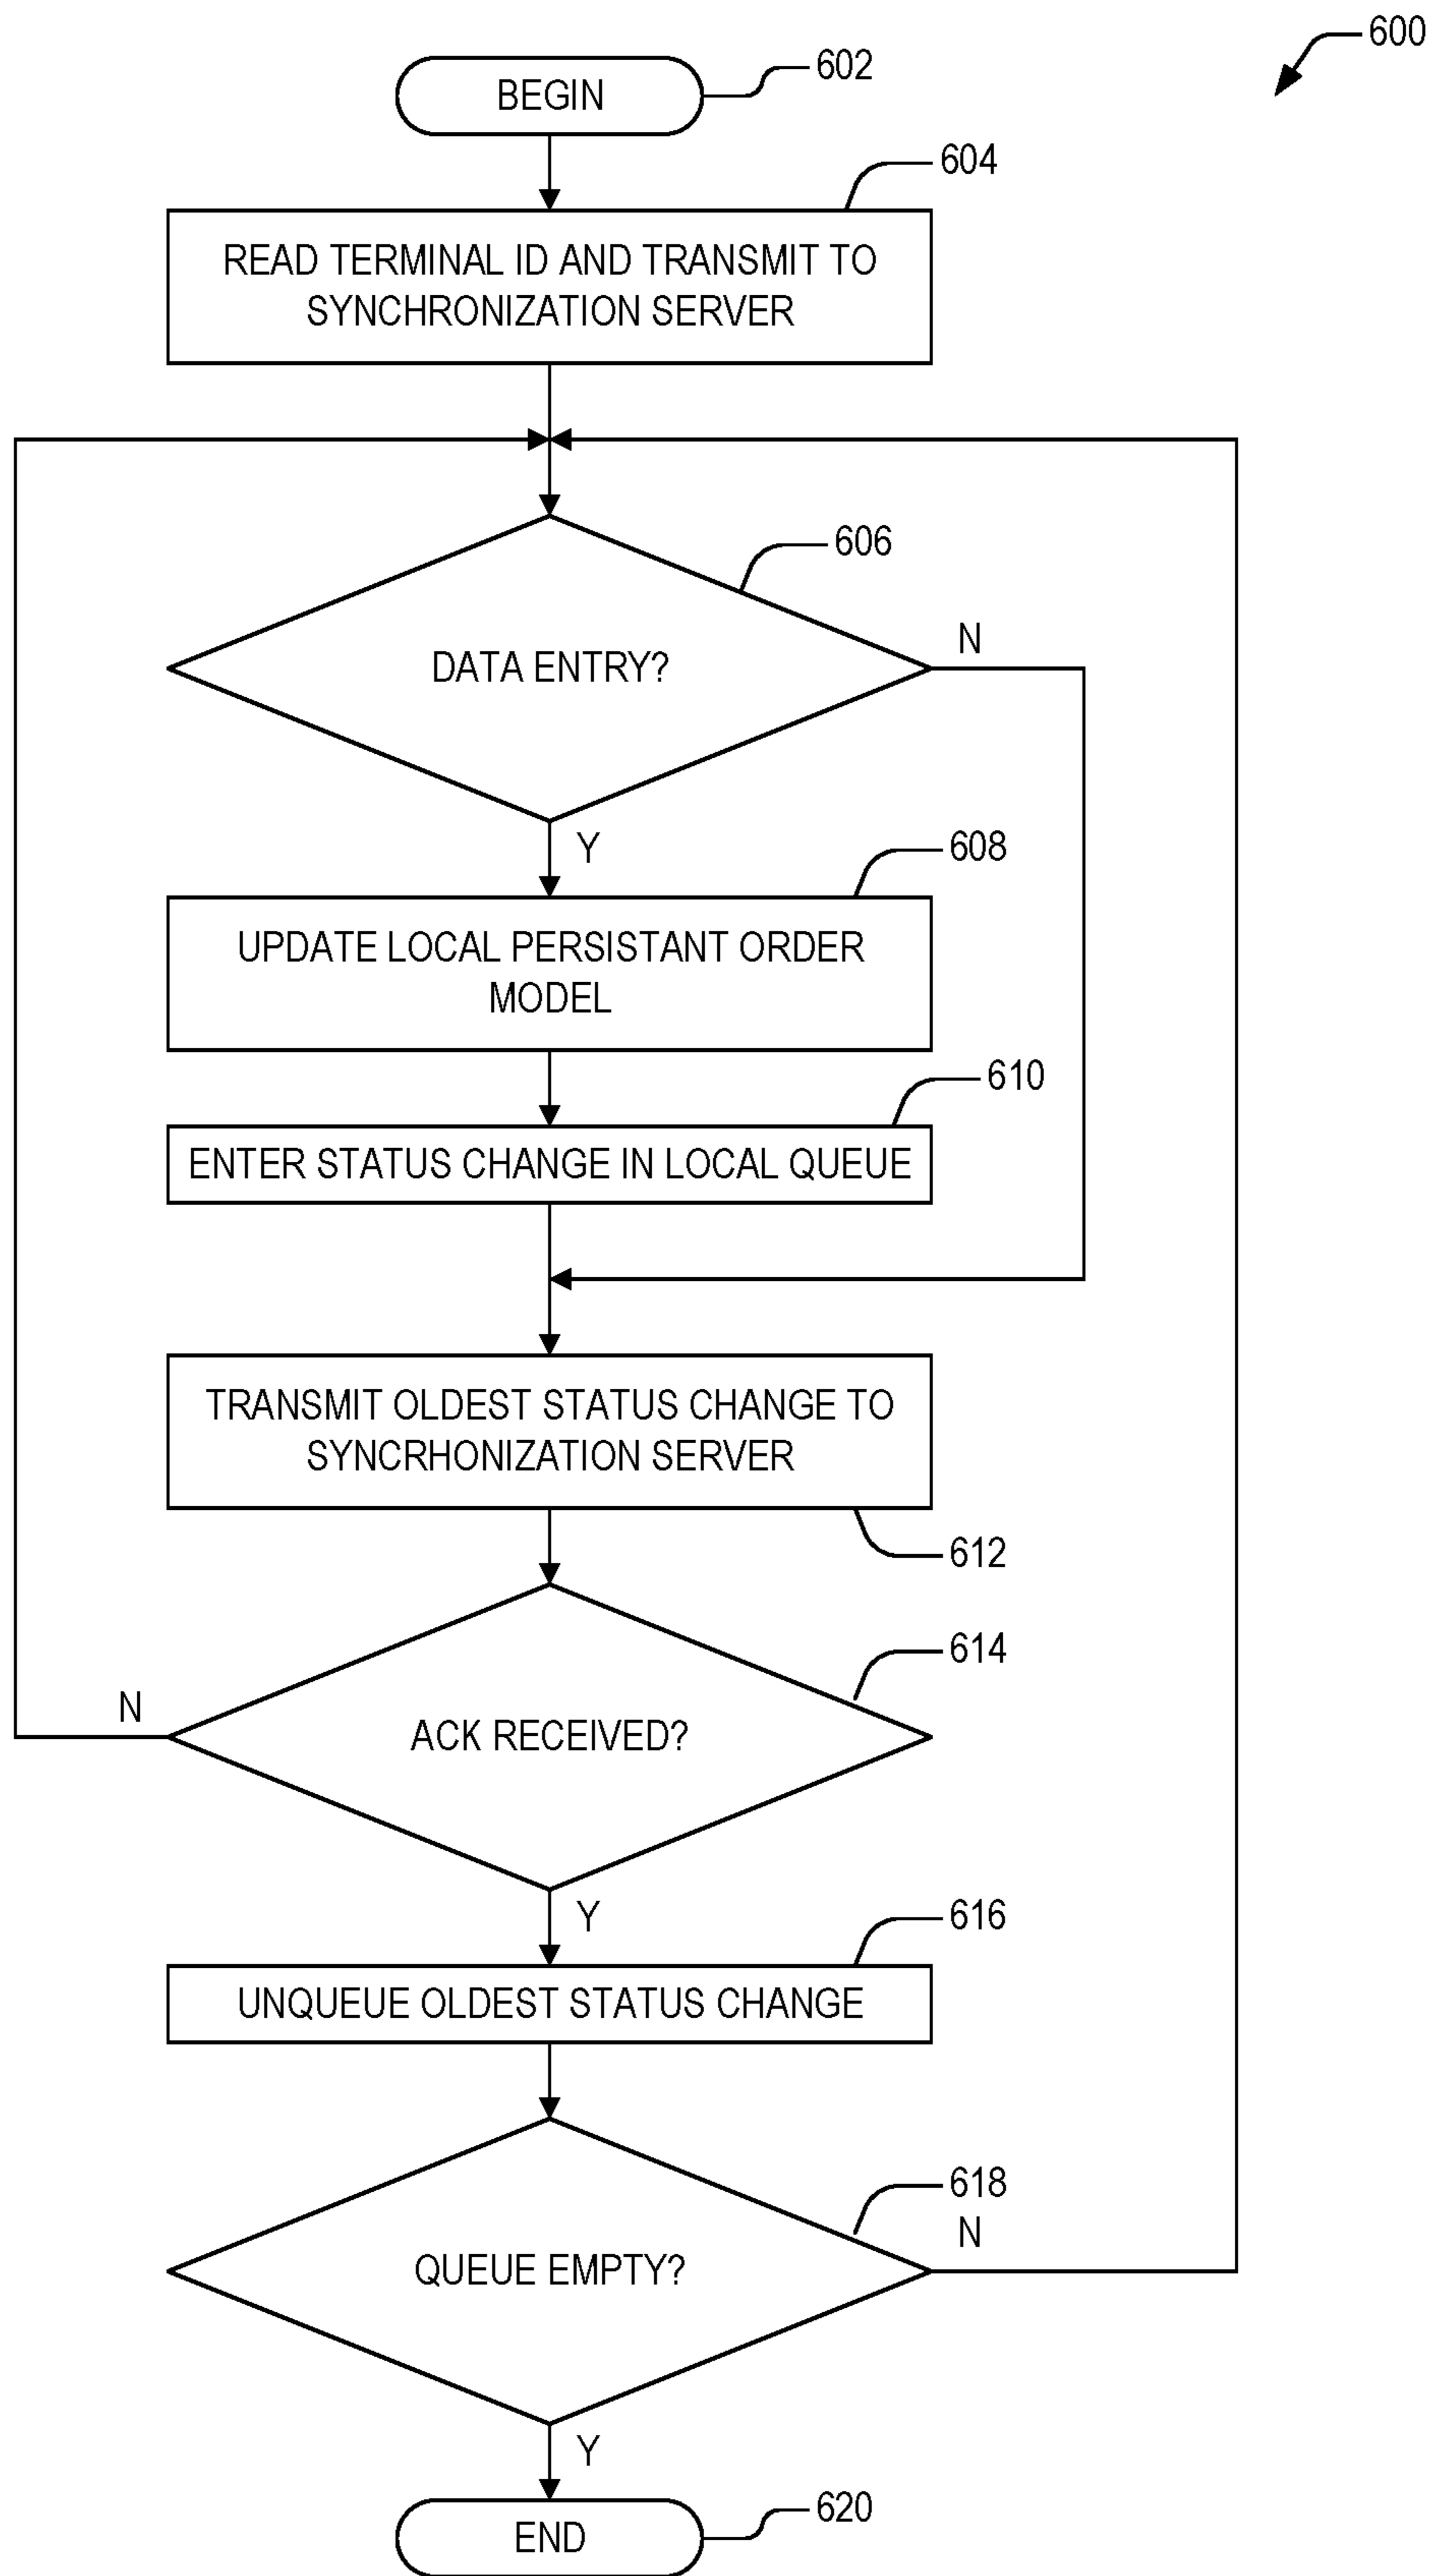 600
BEGIN
602
604
READ TERMINAL ID AND TRANSMIT TO
SYNCHRONIZATION SERVER
606
DATA ENTRY?
N
Y
608
UPDATE LOCAL PERSISTANT ORDER
MODEL
610
ENTER STATUS CHANGE IN LOCAL QUEUE
TRANSMIT OLDEST STATUS CHANGE TO
SYNCRHONIZATION SERVER
612
614
N
ACK RECEIVED?
Y
616
UNQUEUE OLDEST STATUS CHANGE
618
N
QUEUE EMPTY?
Y
620
END